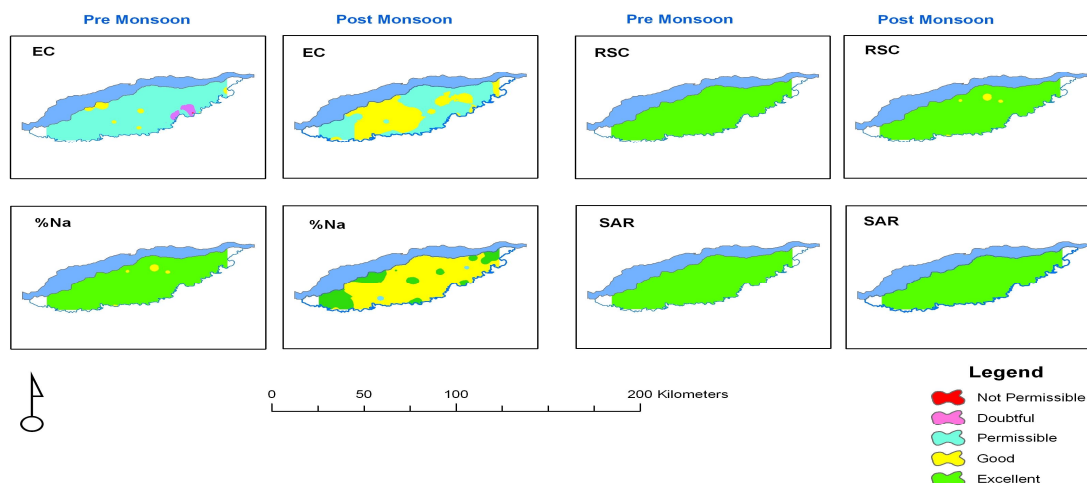 Pre Monsoon
Post Monsoon
Pre Monsoon
Post Monsoon
EC
EC
RSC
RSC
%Na
%Na
SAR
SAR
0 50 100 200 Kilometers
Legend
Not Permissible
Doubtful
Permissible
Good
Excellent